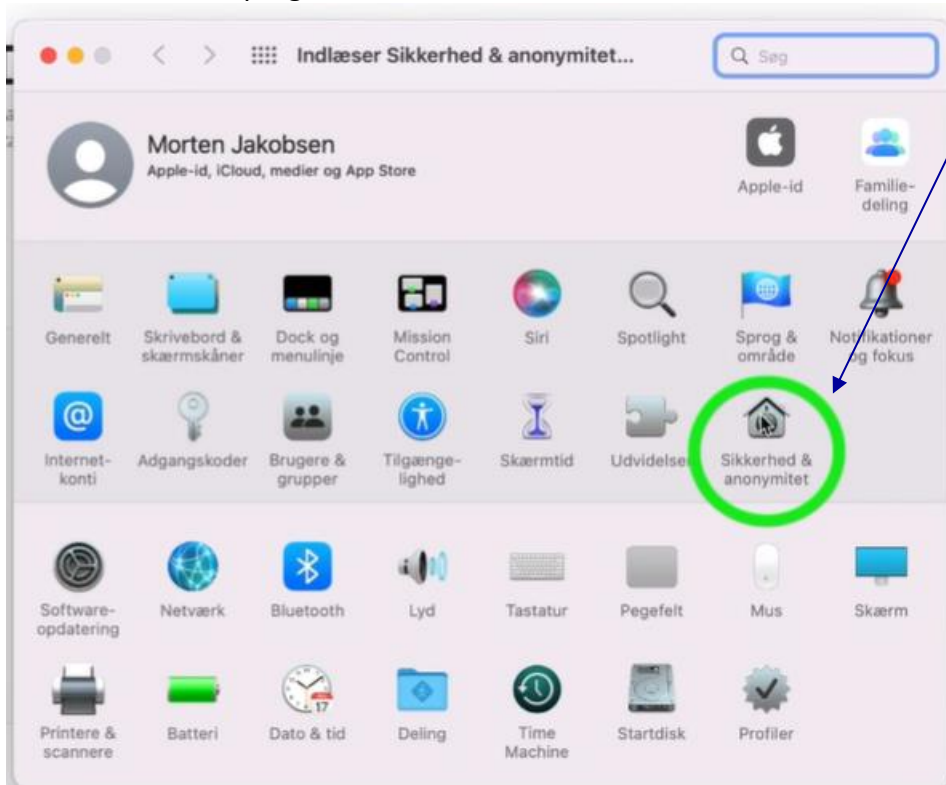 Indlæser Sikkerhed & anonymitet...
Søg
Morten Jakobsen
Apple-id, iCloud, medier og App Store
Apple-id
Familie-
deling
Generelt
Skrivebord &
skærmskåner
Dock og
menulinje
Mission
Control
Siri
Spotlight
Sprog &
område
Notifikationer
og fokus
Internet-
konti
Adgangskoder
Brugere &
grupper
Tilgænge-
lighed
Skærmtid
Udvidelser
Sikkerhed &
anonymitet
Software-
opdatering
Netværk
Bluetooth
Lyd
Tastatur
Pegefelt
Mus
Skærm
Printere &
scannere
Batteri
17
Dato & tid
Deling
Time
Machine
Startdisk
Profiler